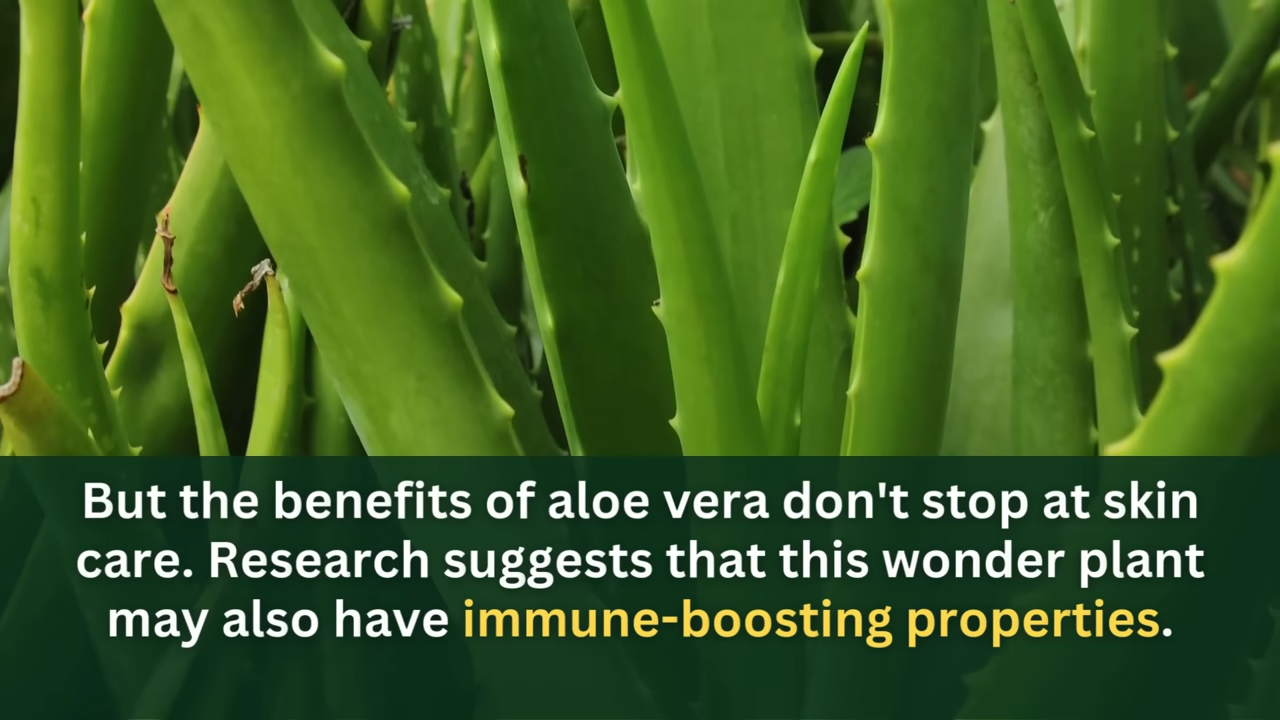 But the benefits of aloe vera don't stop at skin
care. Research suggests that this wonder plant
may also have immune-boosting properties.